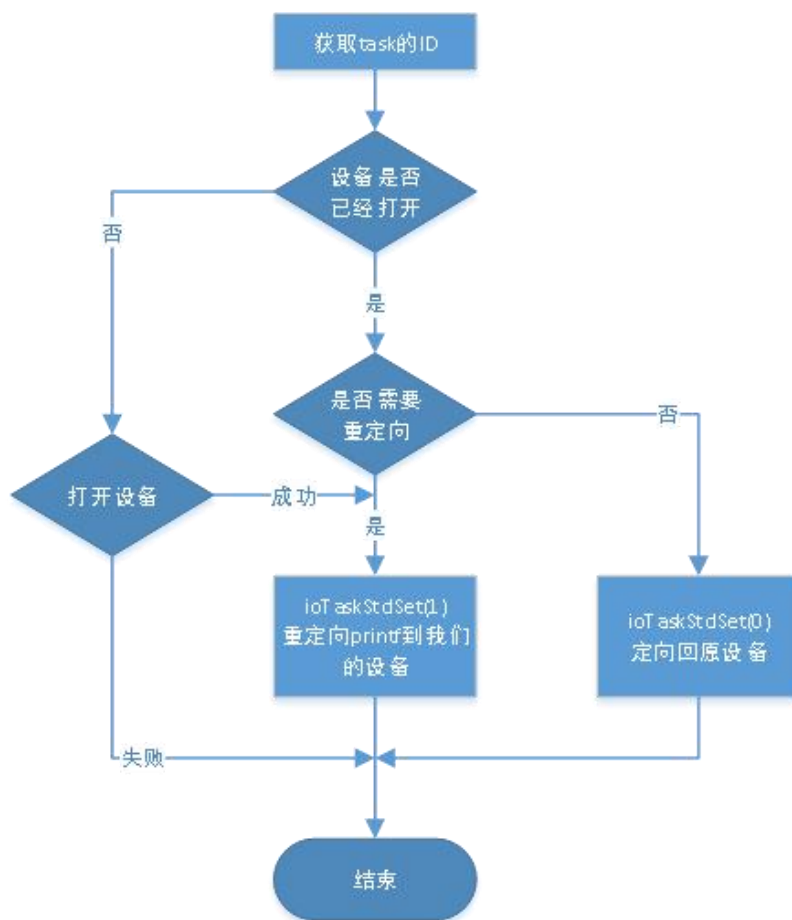 获取task的ID
设备是否
已经打开
否
是
是否需要
重定向
否
打开设备
成功
是
ioTaskStdSet(1)
重定向printf到我们
的设备
ioTaskStdSet(0)
定向回原设备
失败
结束